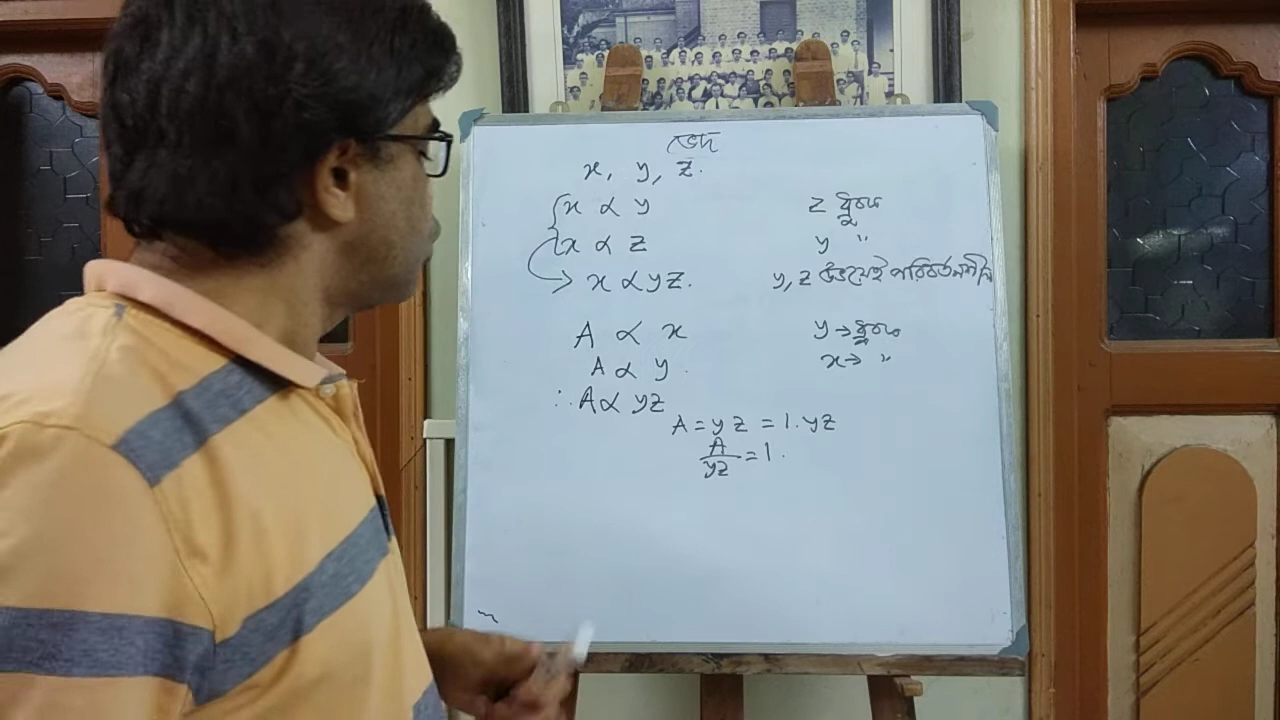 ভেদ
x, y, z.
x ∝ y z ধ্রুবক
x ∝ z y "
x ∝ yz. y, z উভয়েই পরিবর্তনশীল
A ∝ x y → ধ্রুবক
A ∝ y. x → "
∴ A ∝ yz
A = yz = 1.yz
A/yz = 1.